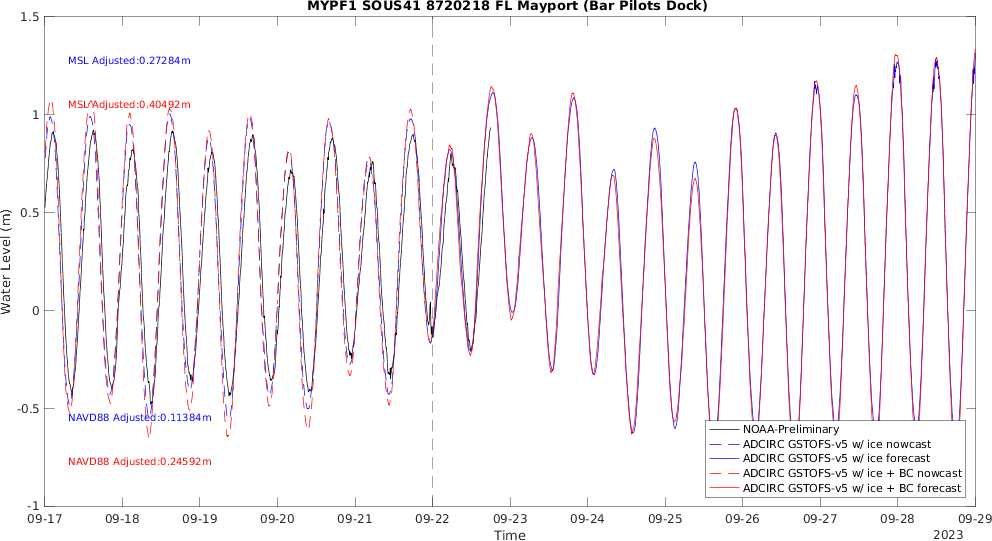 MYPF1 SOUS41 8720218 FL Mayport (Bar Pilots Dock)
1.5
1
0.5
0
-0.5
-1
Water Level (m)
MSL Adjusted:0.27284m
MSL Adjusted:0.40492m
NAVD88 Adjusted:0.11384m
NAVD88 Adjusted:0.24592m
NOAA-Preliminary
ADCIRC GSTOFS-v5 w/ ice nowcast
ADCIRC GSTOFS-v5 w/ ice forecast
ADCIRC GSTOFS-v5 w/ ice + BC nowcast
ADCIRC GSTOFS-v5 w/ ice + BC forecast
09-17 09-18 09-19 09-20 09-21 09-22 09-23 09-24 09-25 09-26 09-27 09-28 09-29
Time
2023